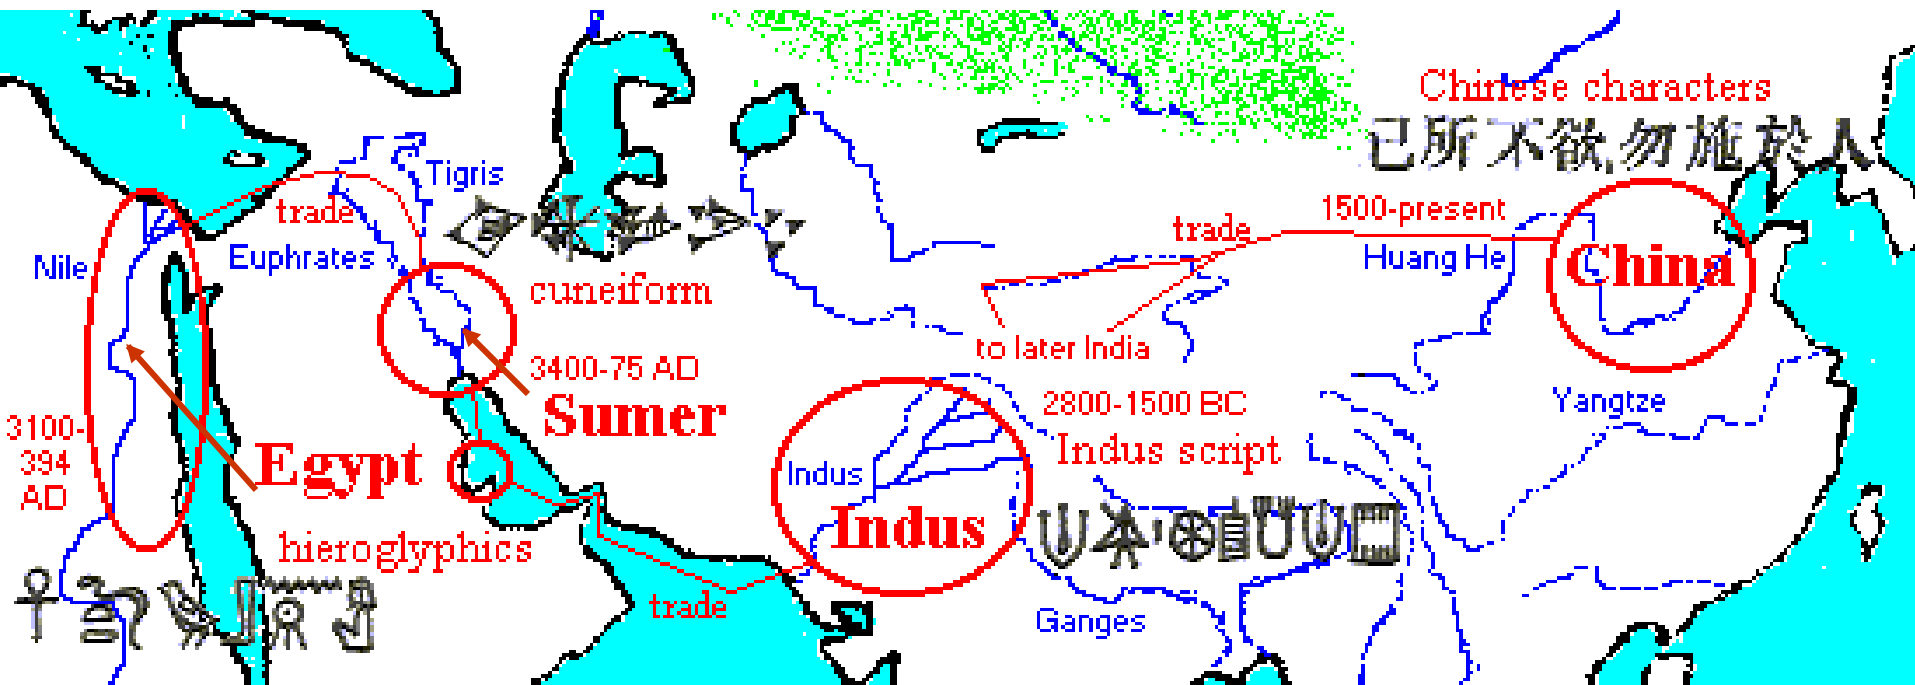 Chinese characters
已所不欲,勿施於人
Tigris
trade
1500-present
trade
Nile
Euphrates
Huang He
China
cuneiform
to later India
3400-75 AD
Sumer
2800-1500 BC
Yangtze
3100-
394
AD
Egypt
Indus
Indus script
Indus
hieroglyphics
trade
Ganges